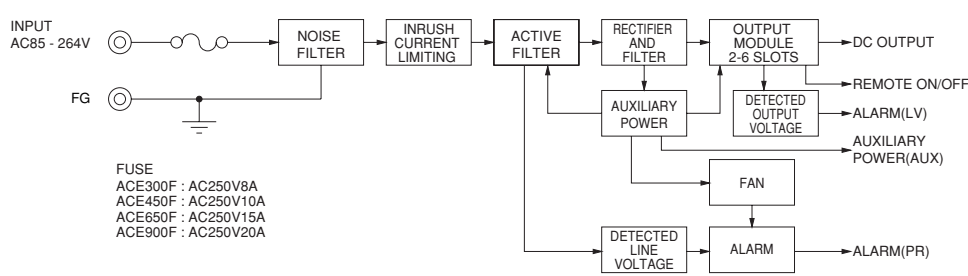 INPUT
AC85 - 264V
FG
NOISE
FILTER
INRUSH
CURRENT
LIMITING
ACTIVE
FILTER
RECTIFIER
AND
FILTER
OUTPUT
MODULE
2-6 SLOTS
DC OUTPUT
REMOTE ON/OFF
AUXILIARY
POWER
DETECTED
OUTPUT
VOLTAGE
ALARM(LV)
AUXILIARY
POWER(AUX)
FUSE
ACE300F : AC250V8A
ACE450F : AC250V10A
ACE650F : AC250V15A
ACE900F : AC250V20A
FAN
DETECTED
LINE
VOLTAGE
ALARM
ALARM(PR)